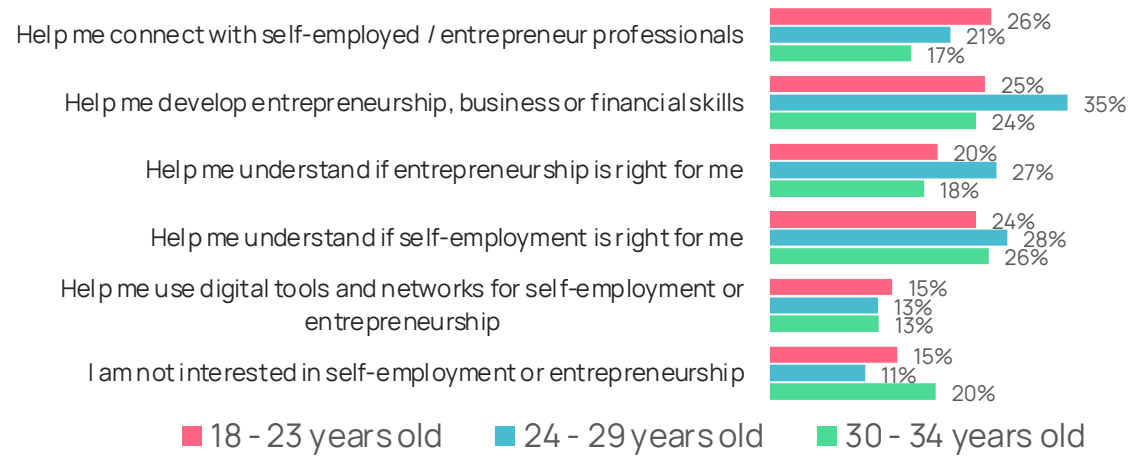 Help me connect with self-employed / entrepreneur professionals
26%
21%
17%
Help me develop entrepreneurship, business or financial skills
25%
35%
24%
Help me understand if entrepreneurship is right for me
20%
27%
18%
Help me understand if self-employment is right for me
24%
28%
26%
Help me use digital tools and networks for self-employment or
entrepreneurship
15%
13%
13%
I am not interested in self-employment or entrepreneurship
15%
11%
20%
18 - 23 years old 24 - 29 years old 30 - 34 years old